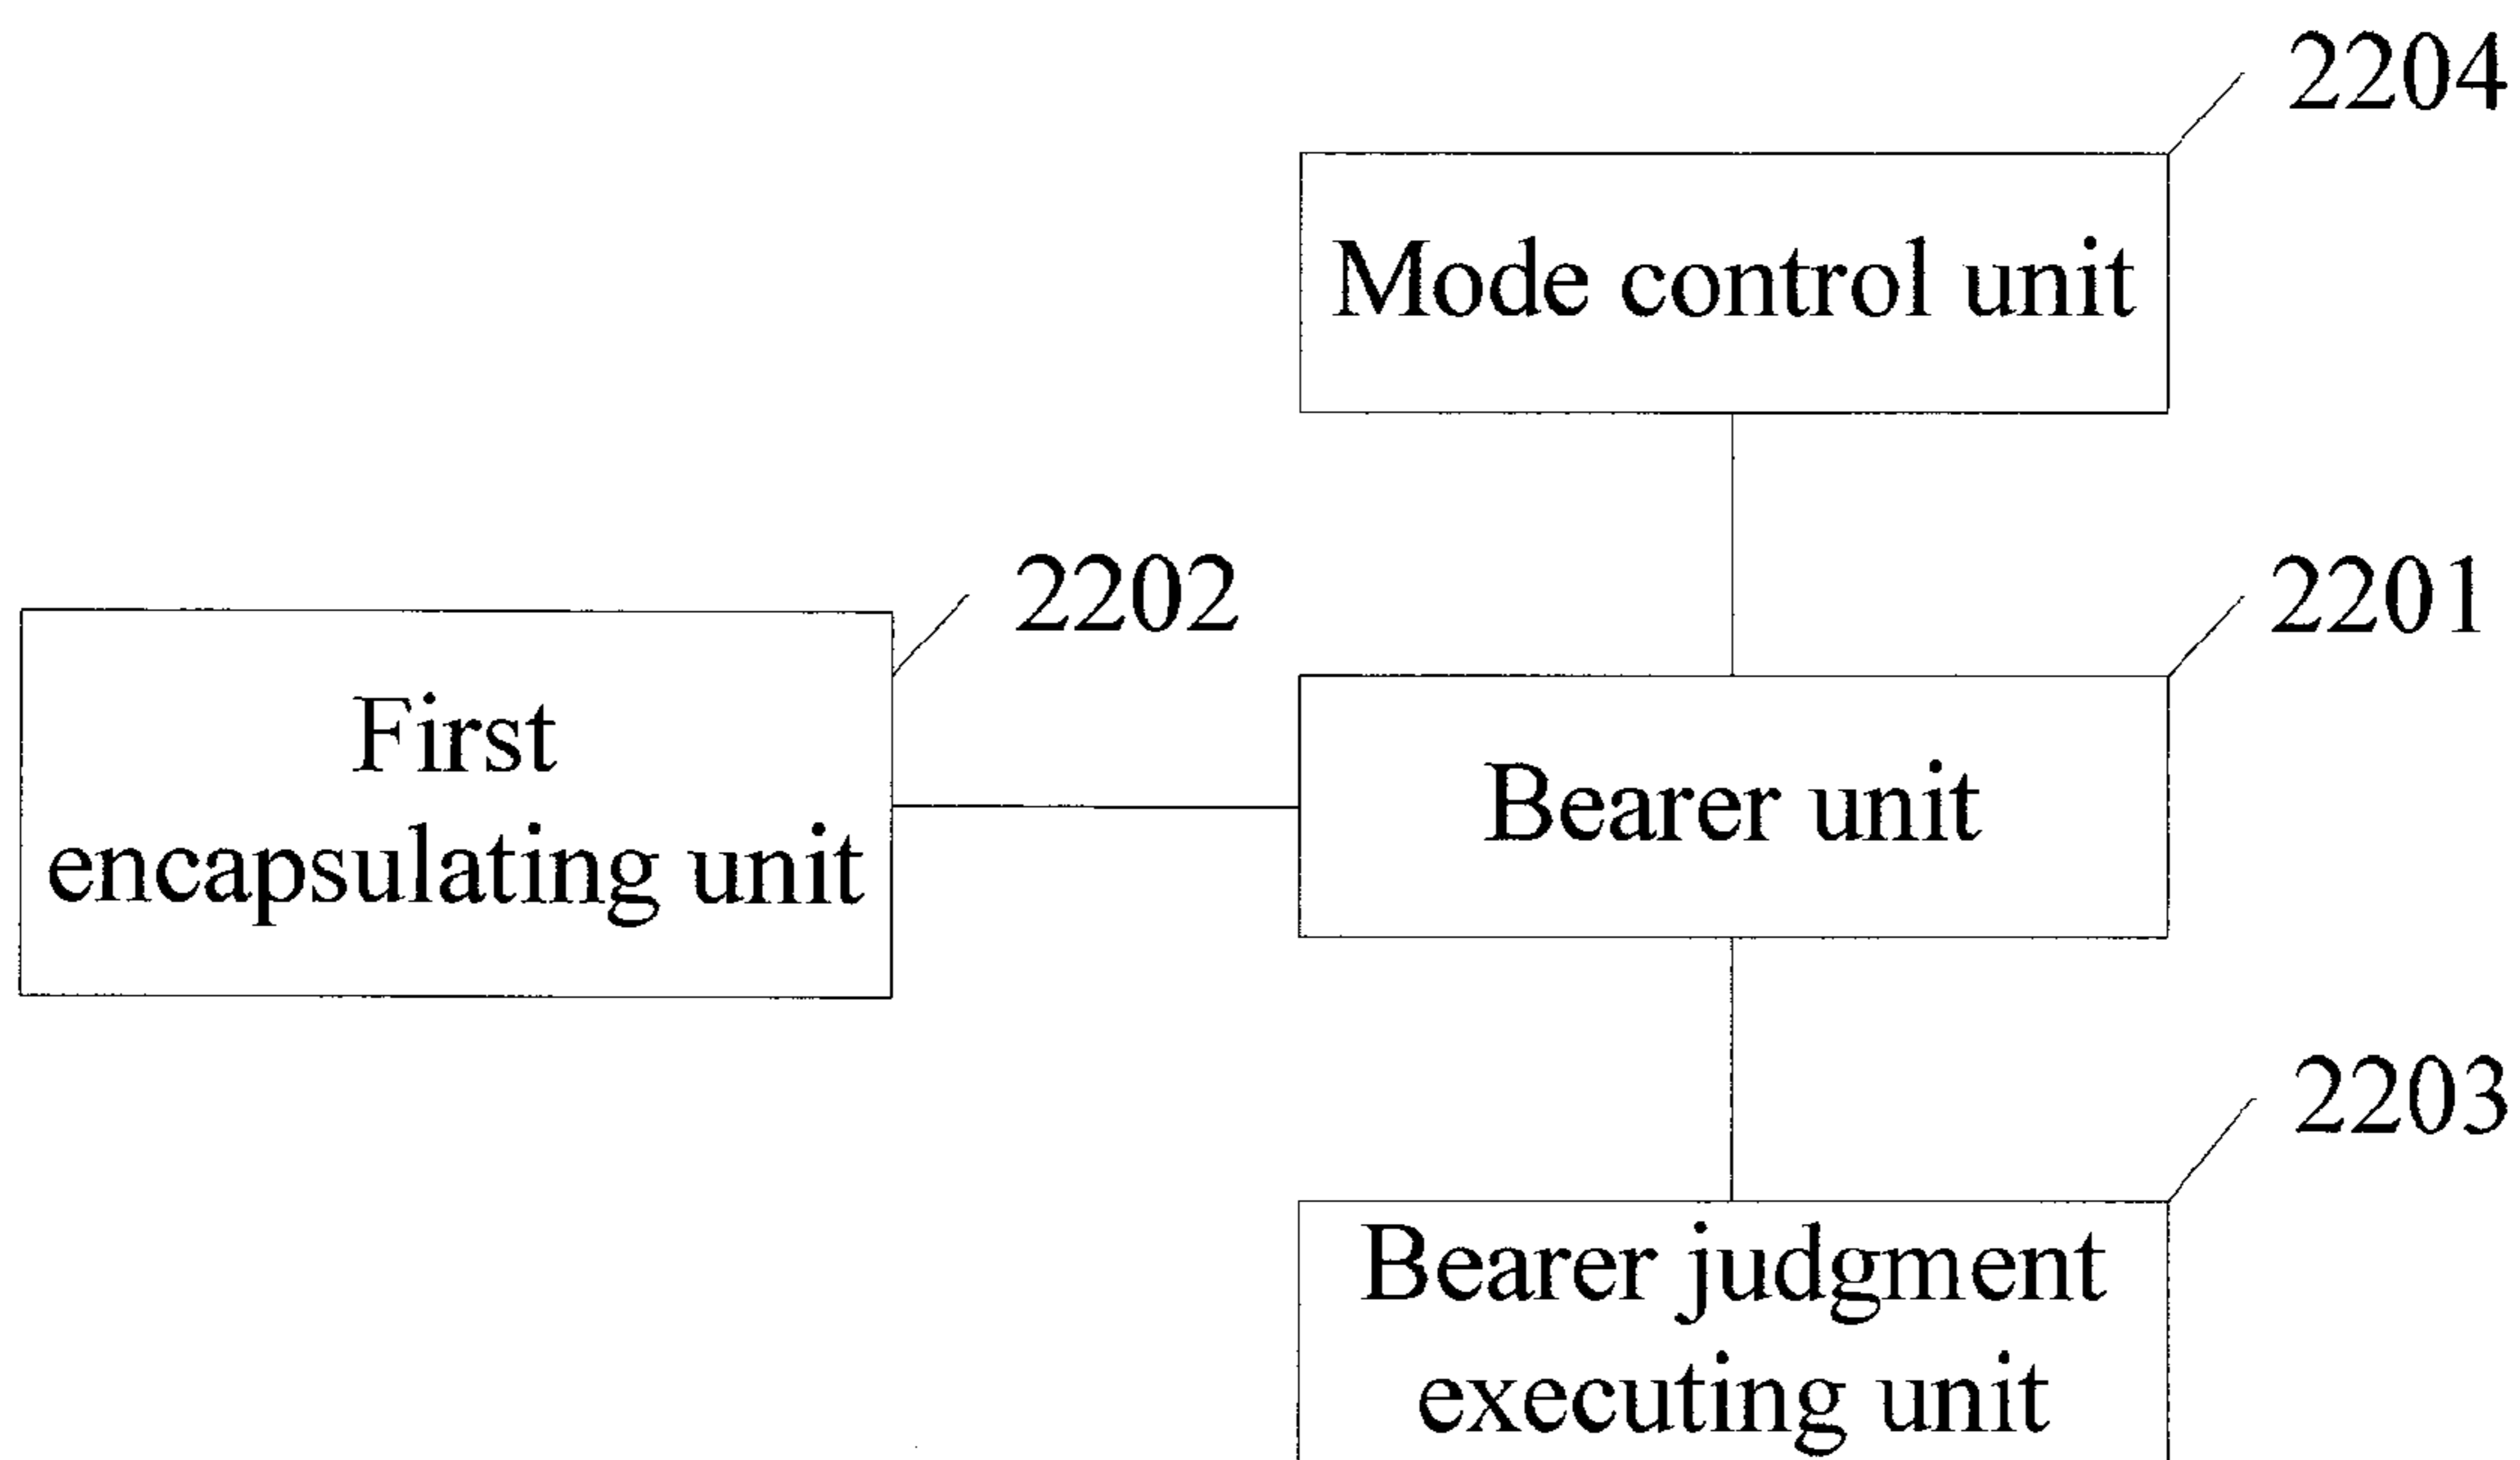 2204
Mode control unit
2202
2201
First
encapsulating unit
Bearer unit
2203
Bearer judgment
executing unit